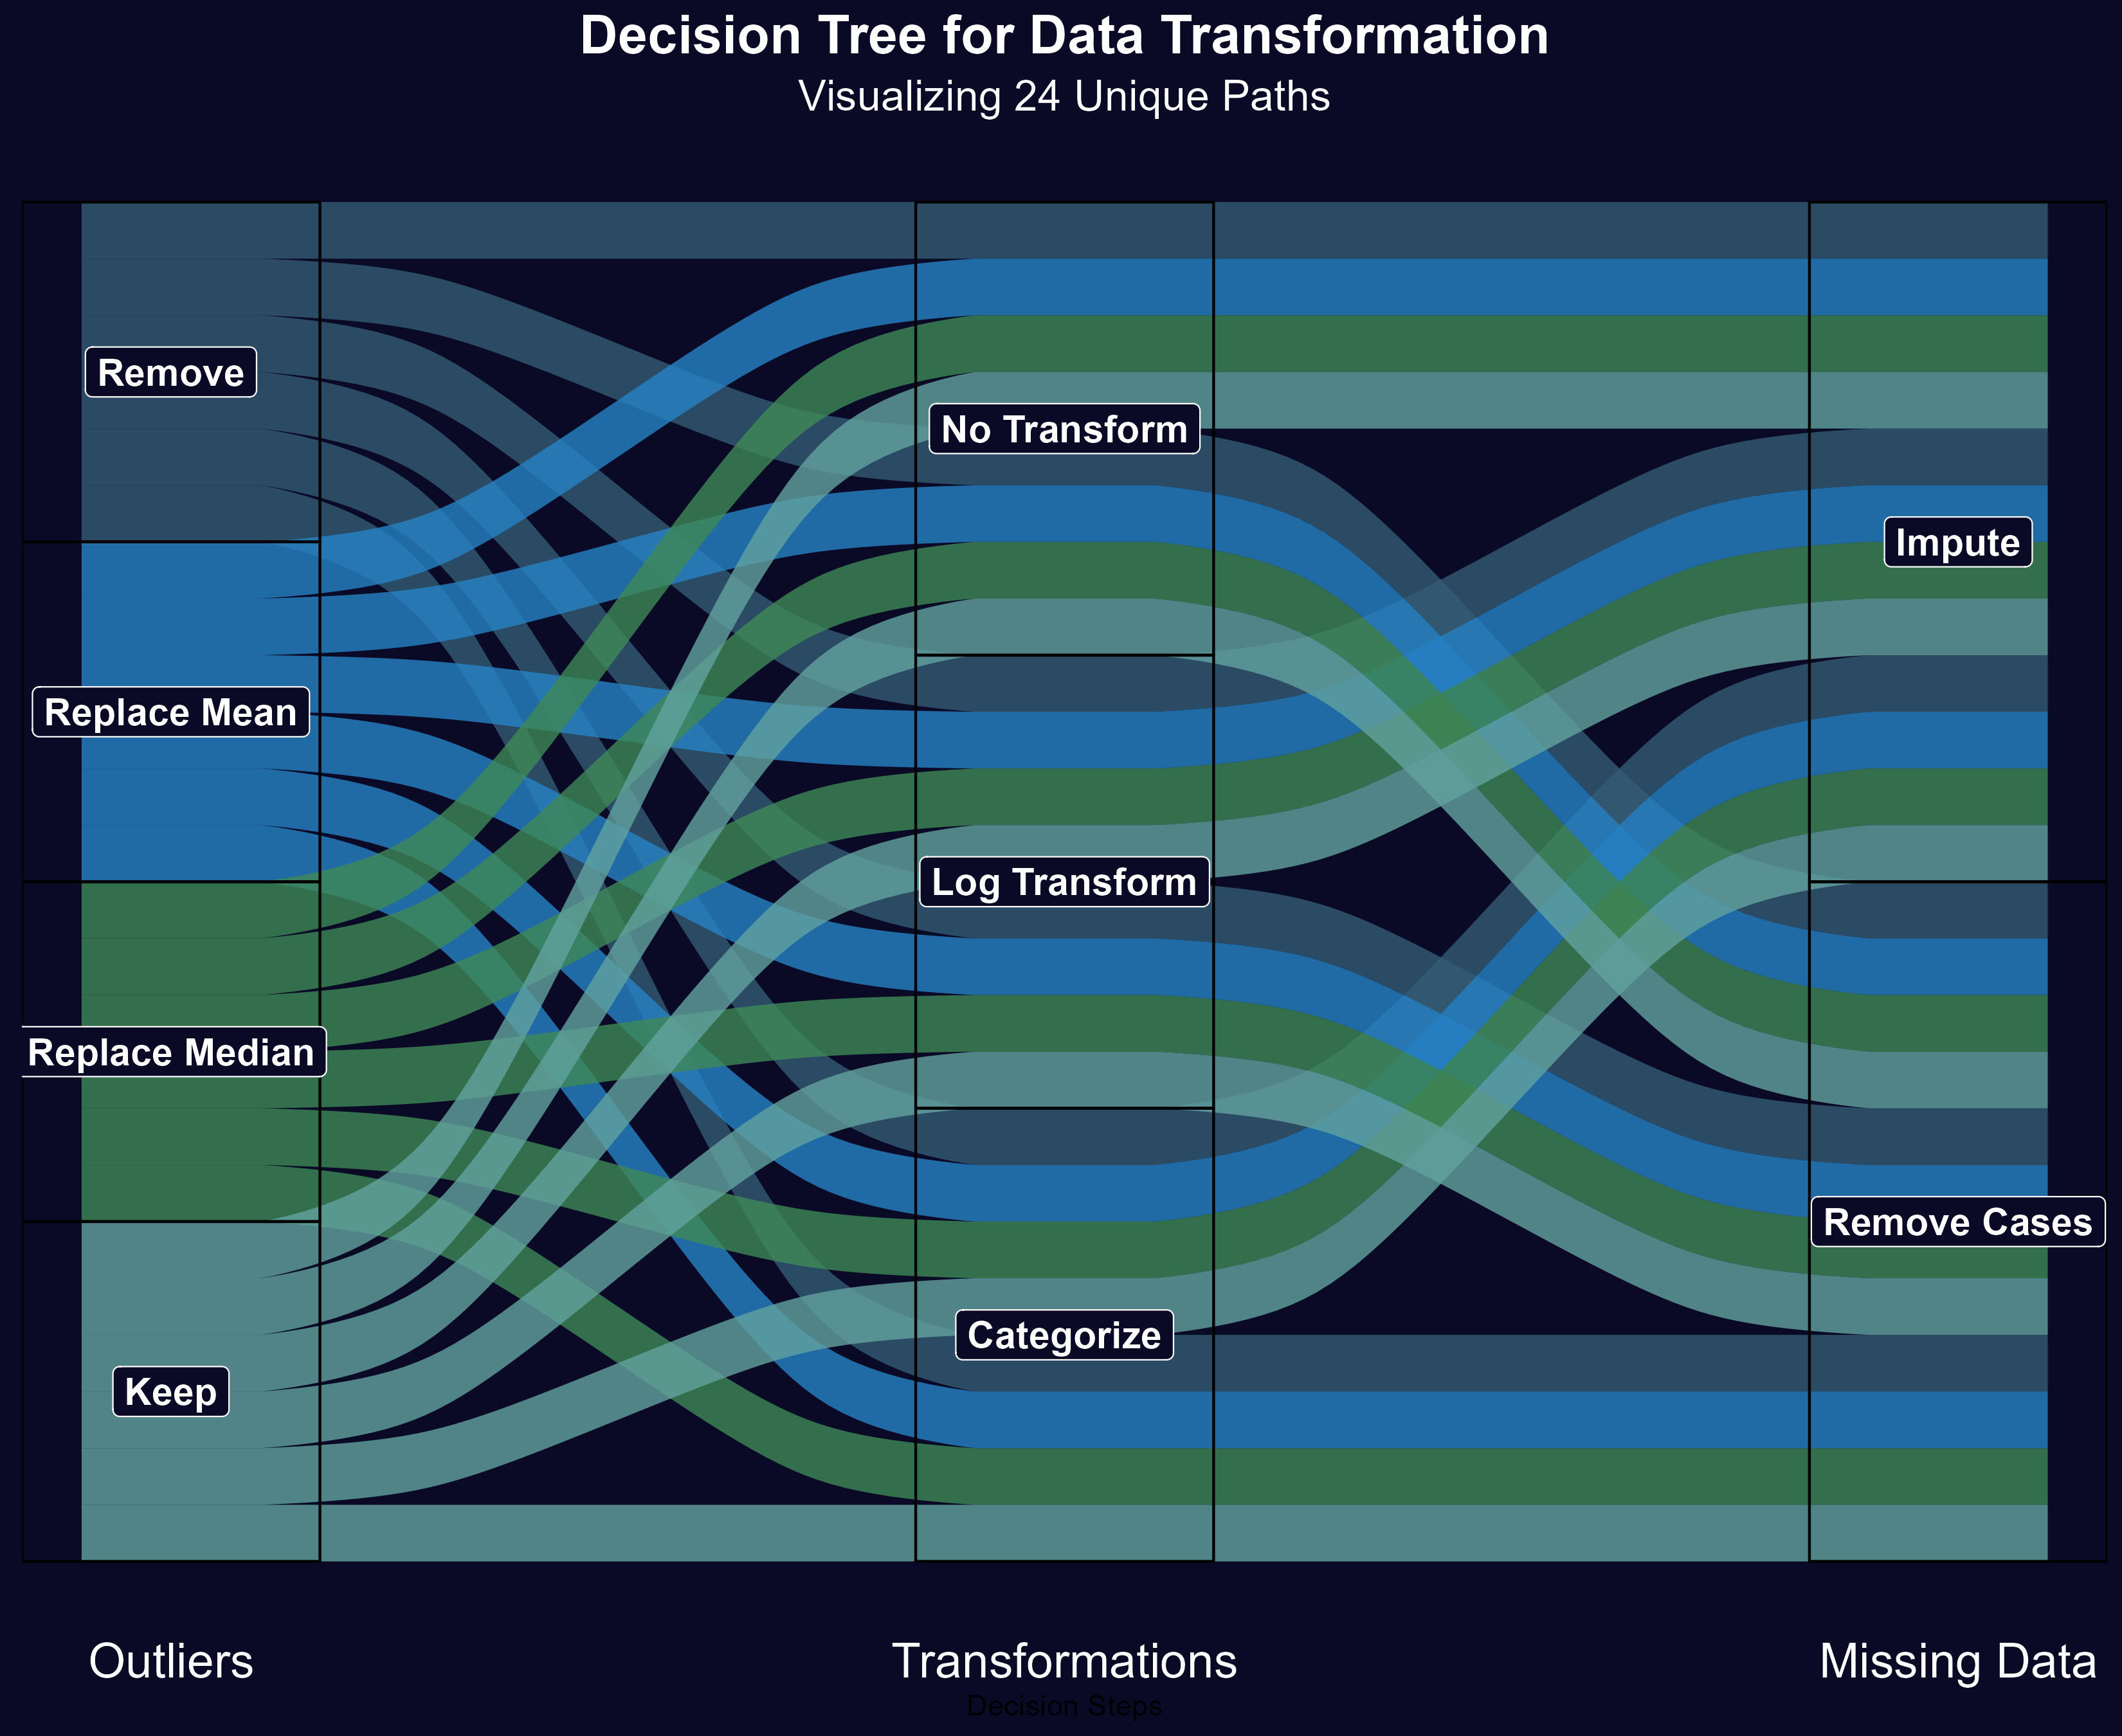 Decision Tree for Data Transformation
Visualizing 24 Unique Paths
Remove
No Transform
Impute
Replace Mean
Log Transform
Replace Median
Remove Cases
Categorize
Keep
Outliers
Transformations
Missing Data
Decision Steps